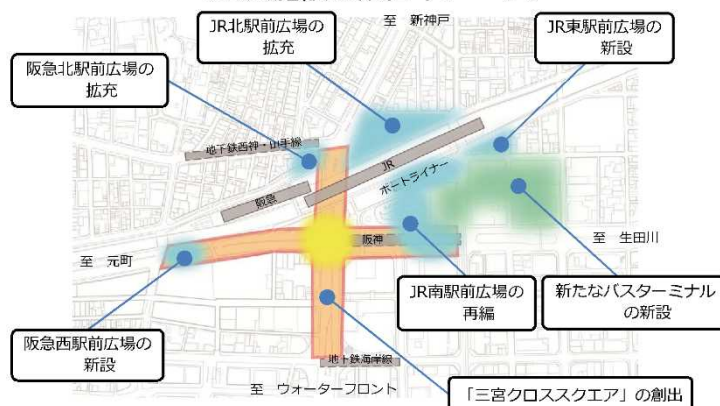 至 新神戸
JR北駅前広場の
拡充
JR東駅前広場の
新設
阪急北駅前広場の
拡充
地下鉄西神・山手線
JR
ポートライナー
阪急
阪神
至 生田川
至 元町
JR南駅前広場の
再編
新たなバスターミナル
の新設
阪急西駅前広場の
新設
地下鉄海岸線
至 ウォーターフロント
「三宮クロススクエア」の創出